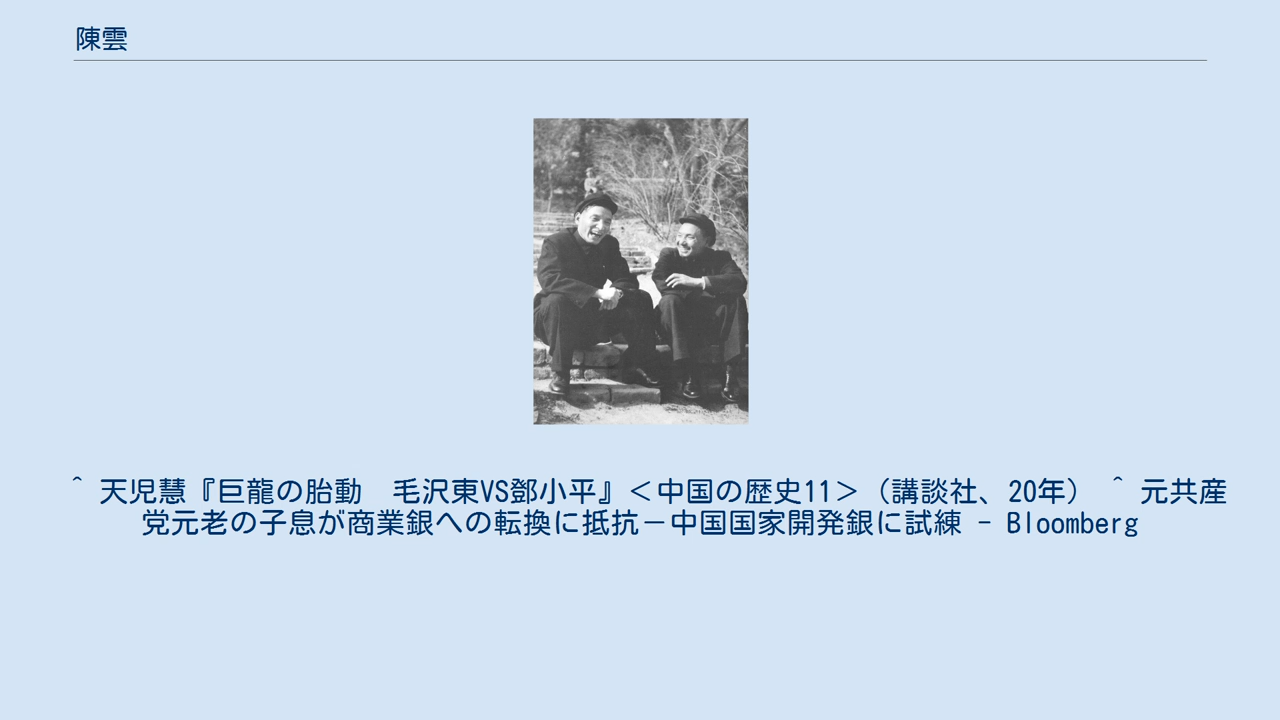 陳雲
^ 天児慧『巨龍の胎動　毛沢東VS鄧小平』＜中国の歴史11＞（講談社、20年） ^ 元共産
党元老の子息が商業銀への転換に抵抗－中国国家開発銀に試練 - Bloomberg